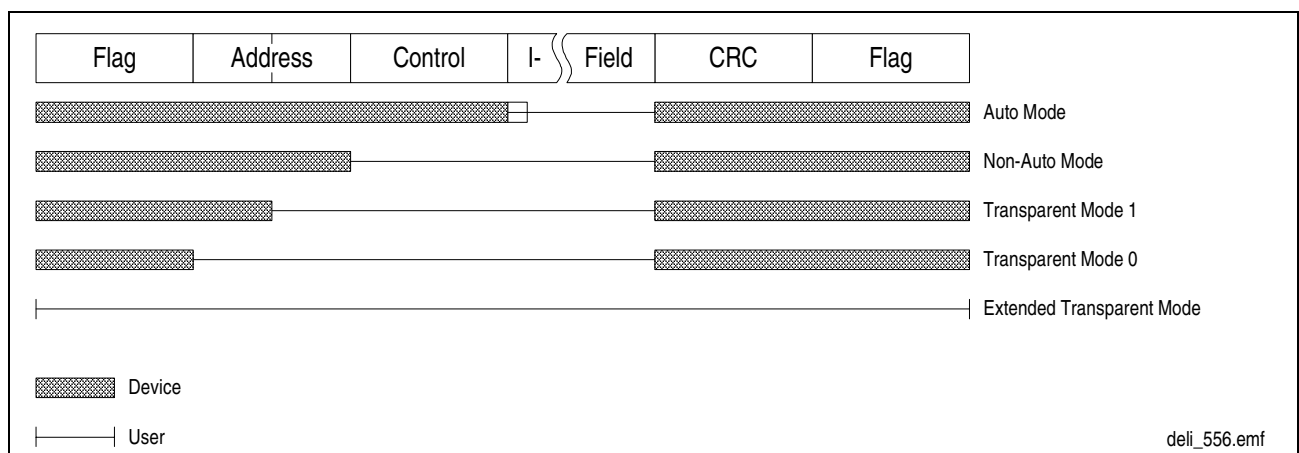 Flag Address Control I- Field CRC Flag
Auto Mode
Non-Auto Mode
Transparent Mode 1
Transparent Mode 0
Extended Transparent Mode
Device
User
deli_556.emf